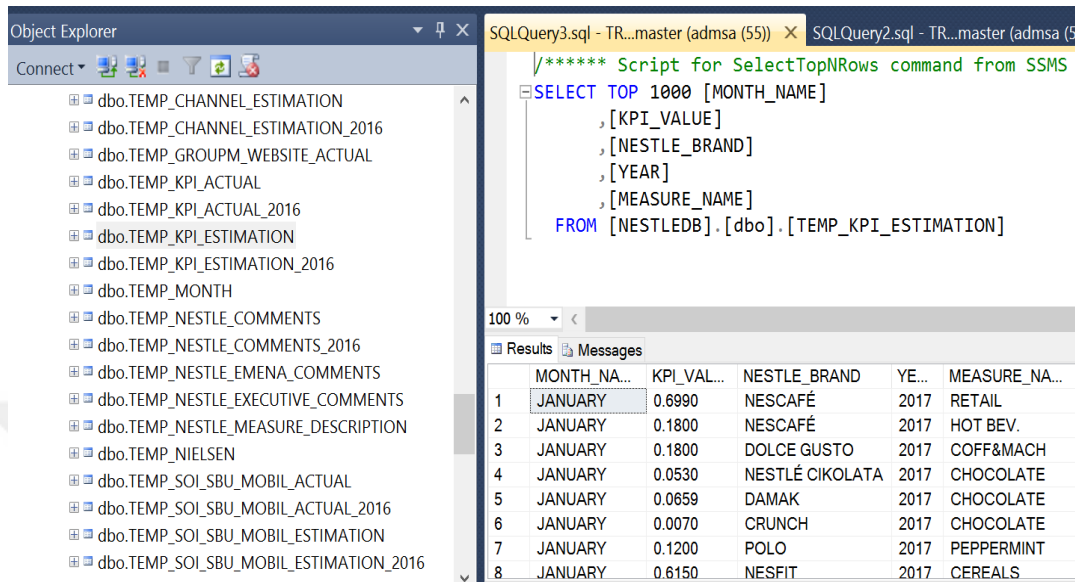 Object Explorer
Connect
dbo.TEMP_CHANNEL_ESTIMATION
dbo.TEMP_CHANNEL_ESTIMATION_2016
dbo.TEMP_GROUPM_WEBSITE_ACTUAL
dbo.TEMP_KPI_ACTUAL
dbo.TEMP_KPI_ACTUAL_2016
dbo.TEMP_KPI_ESTIMATION
dbo.TEMP_KPI_ESTIMATION_2016
dbo.TEMP_MONTH
dbo.TEMP_NESTLE_COMMENTS
dbo.TEMP_NESTLE_COMMENTS_2016
dbo.TEMP_NESTLE_EMENA_COMMENTS
dbo.TEMP_NESTLE_EXECUTIVE_COMMENTS
dbo.TEMP_NESTLE_MEASURE_DESCRIPTION
dbo.TEMP_NIELSEN
dbo.TEMP_SOI_SBU_MOBIL_ACTUAL
dbo.TEMP_SOI_SBU_MOBIL_ACTUAL_2016
dbo.TEMP_SOI_SBU_MOBIL_ESTIMATION
dbo.TEMP_SOI_SBU_MOBIL_ESTIMATION_2016
SQLQuery3.sql - TR...master (admsa (55)) SQLQuery2.sql - TR...master (admsa (5
/****** Script for SelectTopNRows command from SSMS
SELECT TOP 1000 [MONTH_NAME]
,[KPI_VALUE]
,[NESTLE_BRAND]
,[YEAR]
,[MEASURE_NAME]
FROM [NESTLEDB].[dbo].[TEMP_KPI_ESTIMATION]
100 %
Results Messages
MONTH_NA... KPI_VAL... NESTLE_BRAND YE... MEASURE_NA...
1 JANUARY 0.6990 NESCAFÉ 2017 RETAIL
2 JANUARY 0.1800 NESCAFÉ 2017 HOT BEV.
3 JANUARY 0.1800 DOLCE GUSTO 2017 COFF&MACH
4 JANUARY 0.0530 NESTLÉ CIKOLATA 2017 CHOCOLATE
5 JANUARY 0.0659 DAMAK 2017 CHOCOLATE
6 JANUARY 0.0070 CRUNCH 2017 CHOCOLATE
7 JANUARY 0.1200 POLO 2017 PEPPERMINT
8 JANUARY 0.6150 NESFIT 2017 CEREALS